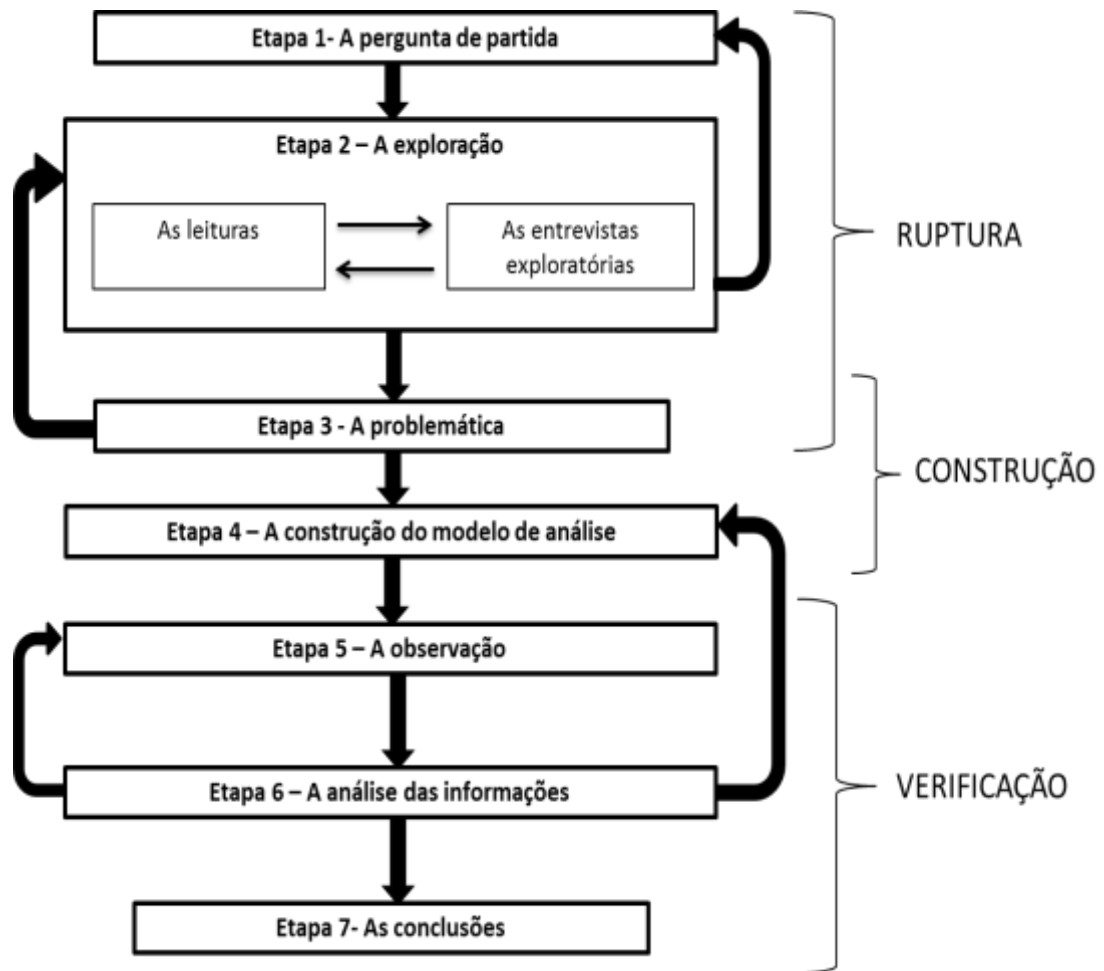 Etapa 1- A pergunta de partida
Etapa 2 – A exploração
As leituras
As entrevistas
exploratórias
RUPTURA
Etapa 3 - A problemática
CONSTRUÇÃO
Etapa 4 – A construção do modelo de análise
Etapa 5 – A observação
Etapa 6 – A análise das informações
VERIFICAÇÃO
Etapa 7- As conclusões